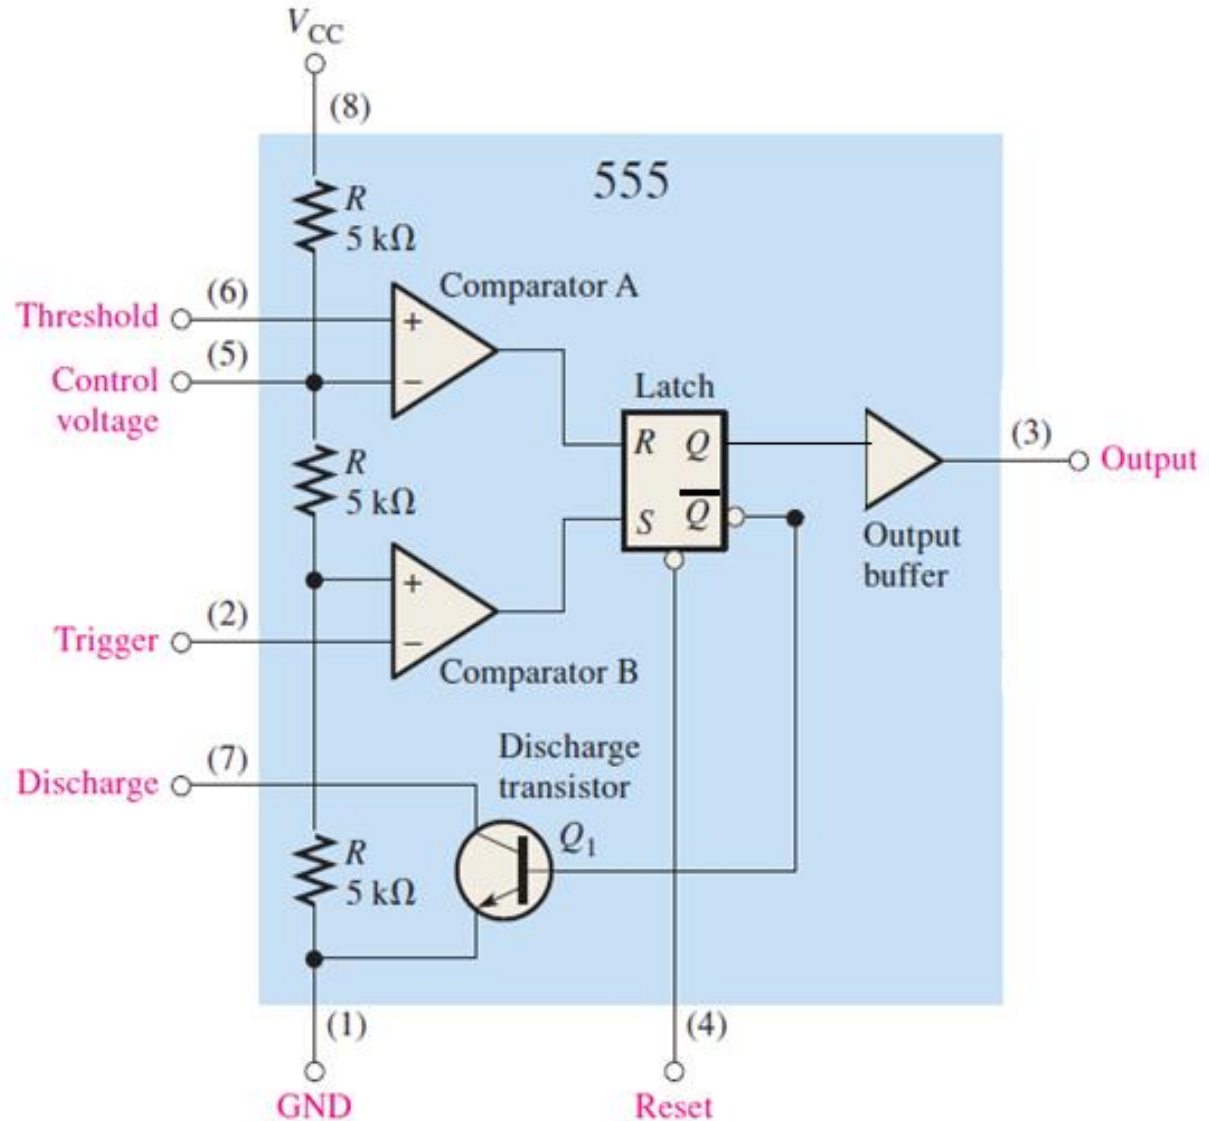 VCC
(8)
555
R
5 kΩ
Comparator A
(6)
Threshold
+
(5)
Control
voltage
−
Latch
R Q
(3)
Output
R
5 kΩ
S Q̅
Output
buffer
+
(2)
Trigger
−
Comparator B
Discharge
transistor
(7)
Discharge
Q1
R
5 kΩ
(1)
(4)
GND
Reset